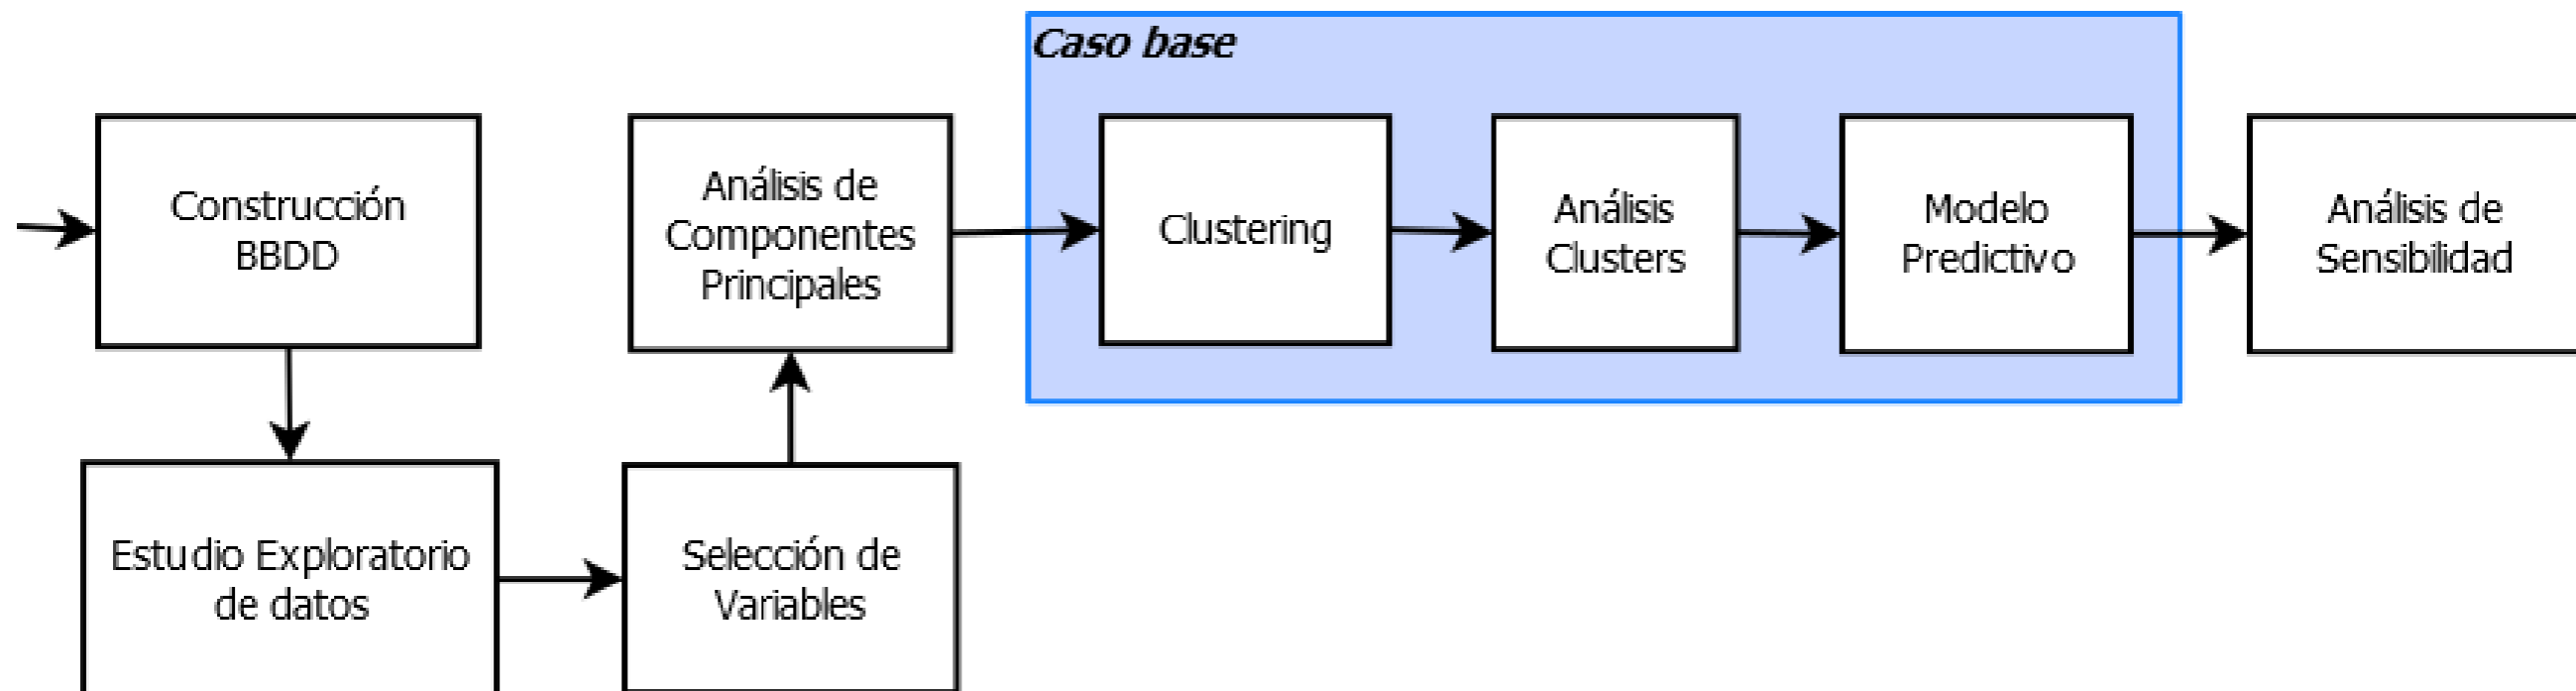 Caso base
Construcción
BBDD
Estudio Exploratorio
de datos
Selección de
Variables
Análisis de
Componentes
Principales
Clustering
Análisis
Clusters
Modelo
Predictivo
Análisis de
Sensibilidad